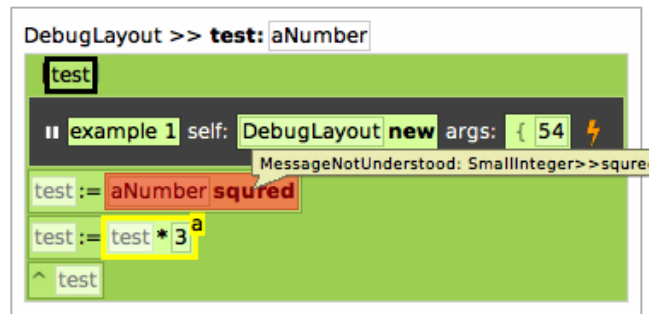 DebugLayout >> test: aNumber
test
example 1 self: DebugLayout new args: { 54
MessageNotUnderstood: SmallInteger>>squre
test := aNumber squred
test := test * 3 a
^ test